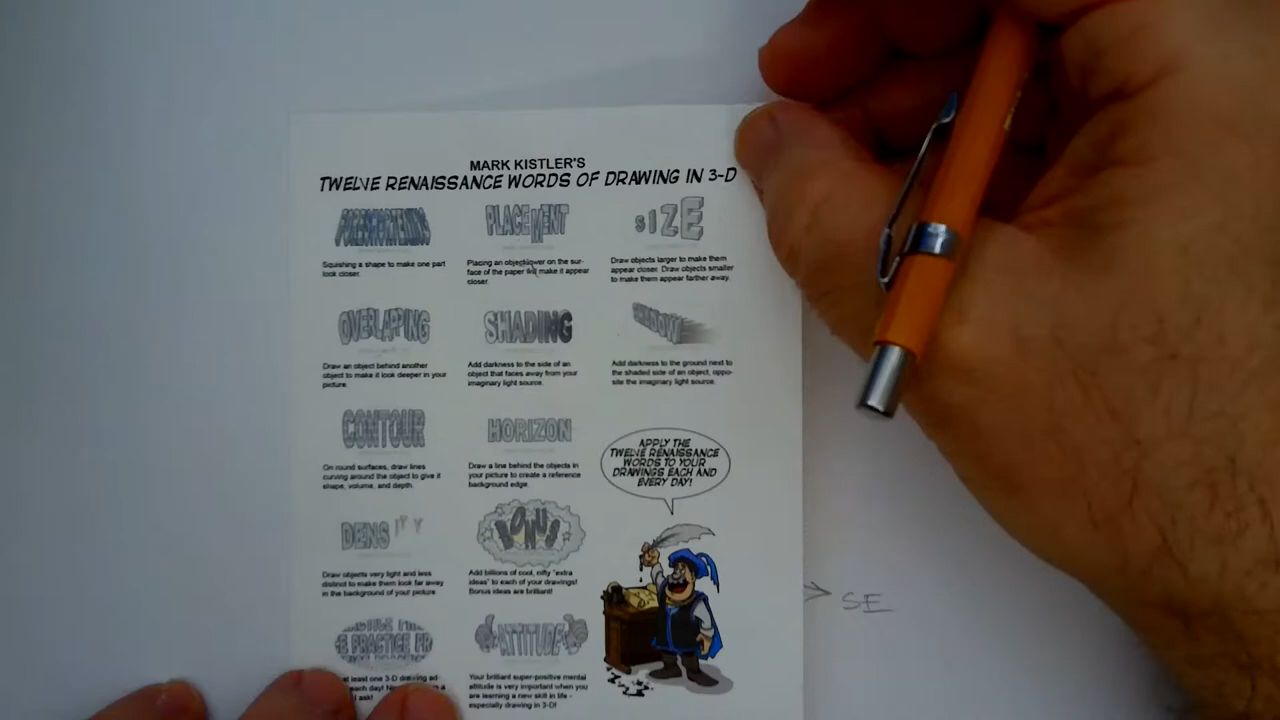 MARK KISTLER'S
TWELVE RENAISSANCE WORDS OF DRAWING IN 3-D
FORESHORTENING
Squishing a shape to make one part
look closer.
PLACEMENT
Placing an object lower on the sur-
face of the paper will make it appear
closer.
SIZE
Draw objects larger to make them
appear closer. Draw objects smaller
to make them appear farther away.
OVERLAPPING
Draw an object behind another
object to make it look deeper in your
picture.
SHADING
Add darkness to the side of an
object that faces away from your
imaginary light source.
SHADOW
Add darkness to the ground next to
the shaded side of an object, oppo-
site the imaginary light source.
CONTOUR
On round surfaces, draw lines
curving around the object to give it
shape, volume, and depth.
HORIZON
Draw a line behind the objects in
your picture to create a reference
background edge.
APPLY THE
TWELVE RENAISSANCE
WORDS TO YOUR
DRAWINGS EACH AND
EVERY DAY!
DENSITY
Draw objects very light and less
distinct to make them look far away
in the background of your picture.
BONUS
Add billions of cool, nifty "extra
ideas" to each of your drawings!
Bonus ideas are brilliant!
E PRACTICE PR
at least one 3-D drawing
each day!
ask!
ATTITUDE
Your brilliant super-positive mental
attitude is very important when you
are learning a new skill in life -
especially drawing in 3-D!
SE